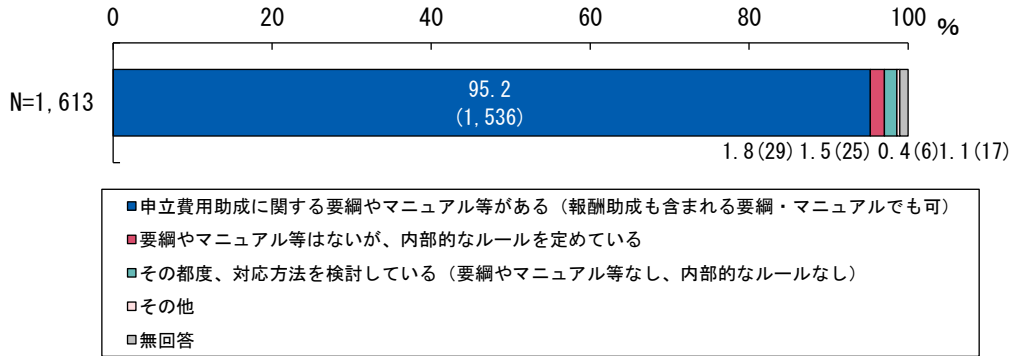 0 20 40 60 80 100 %
N=1,613
95.2
(1,536)
1.8(29) 1.5(25) 0.4(6) 1.1(17)
■申立費用助成に関する要綱やマニュアル等がある（報酬助成も含まれる要綱・マニュアルでも可）
■要綱やマニュアル等はないが、内部的なルールを定めている
■その都度、対応方法を検討している（要綱やマニュアル等なし、内部的なルールなし）
□その他
■無回答